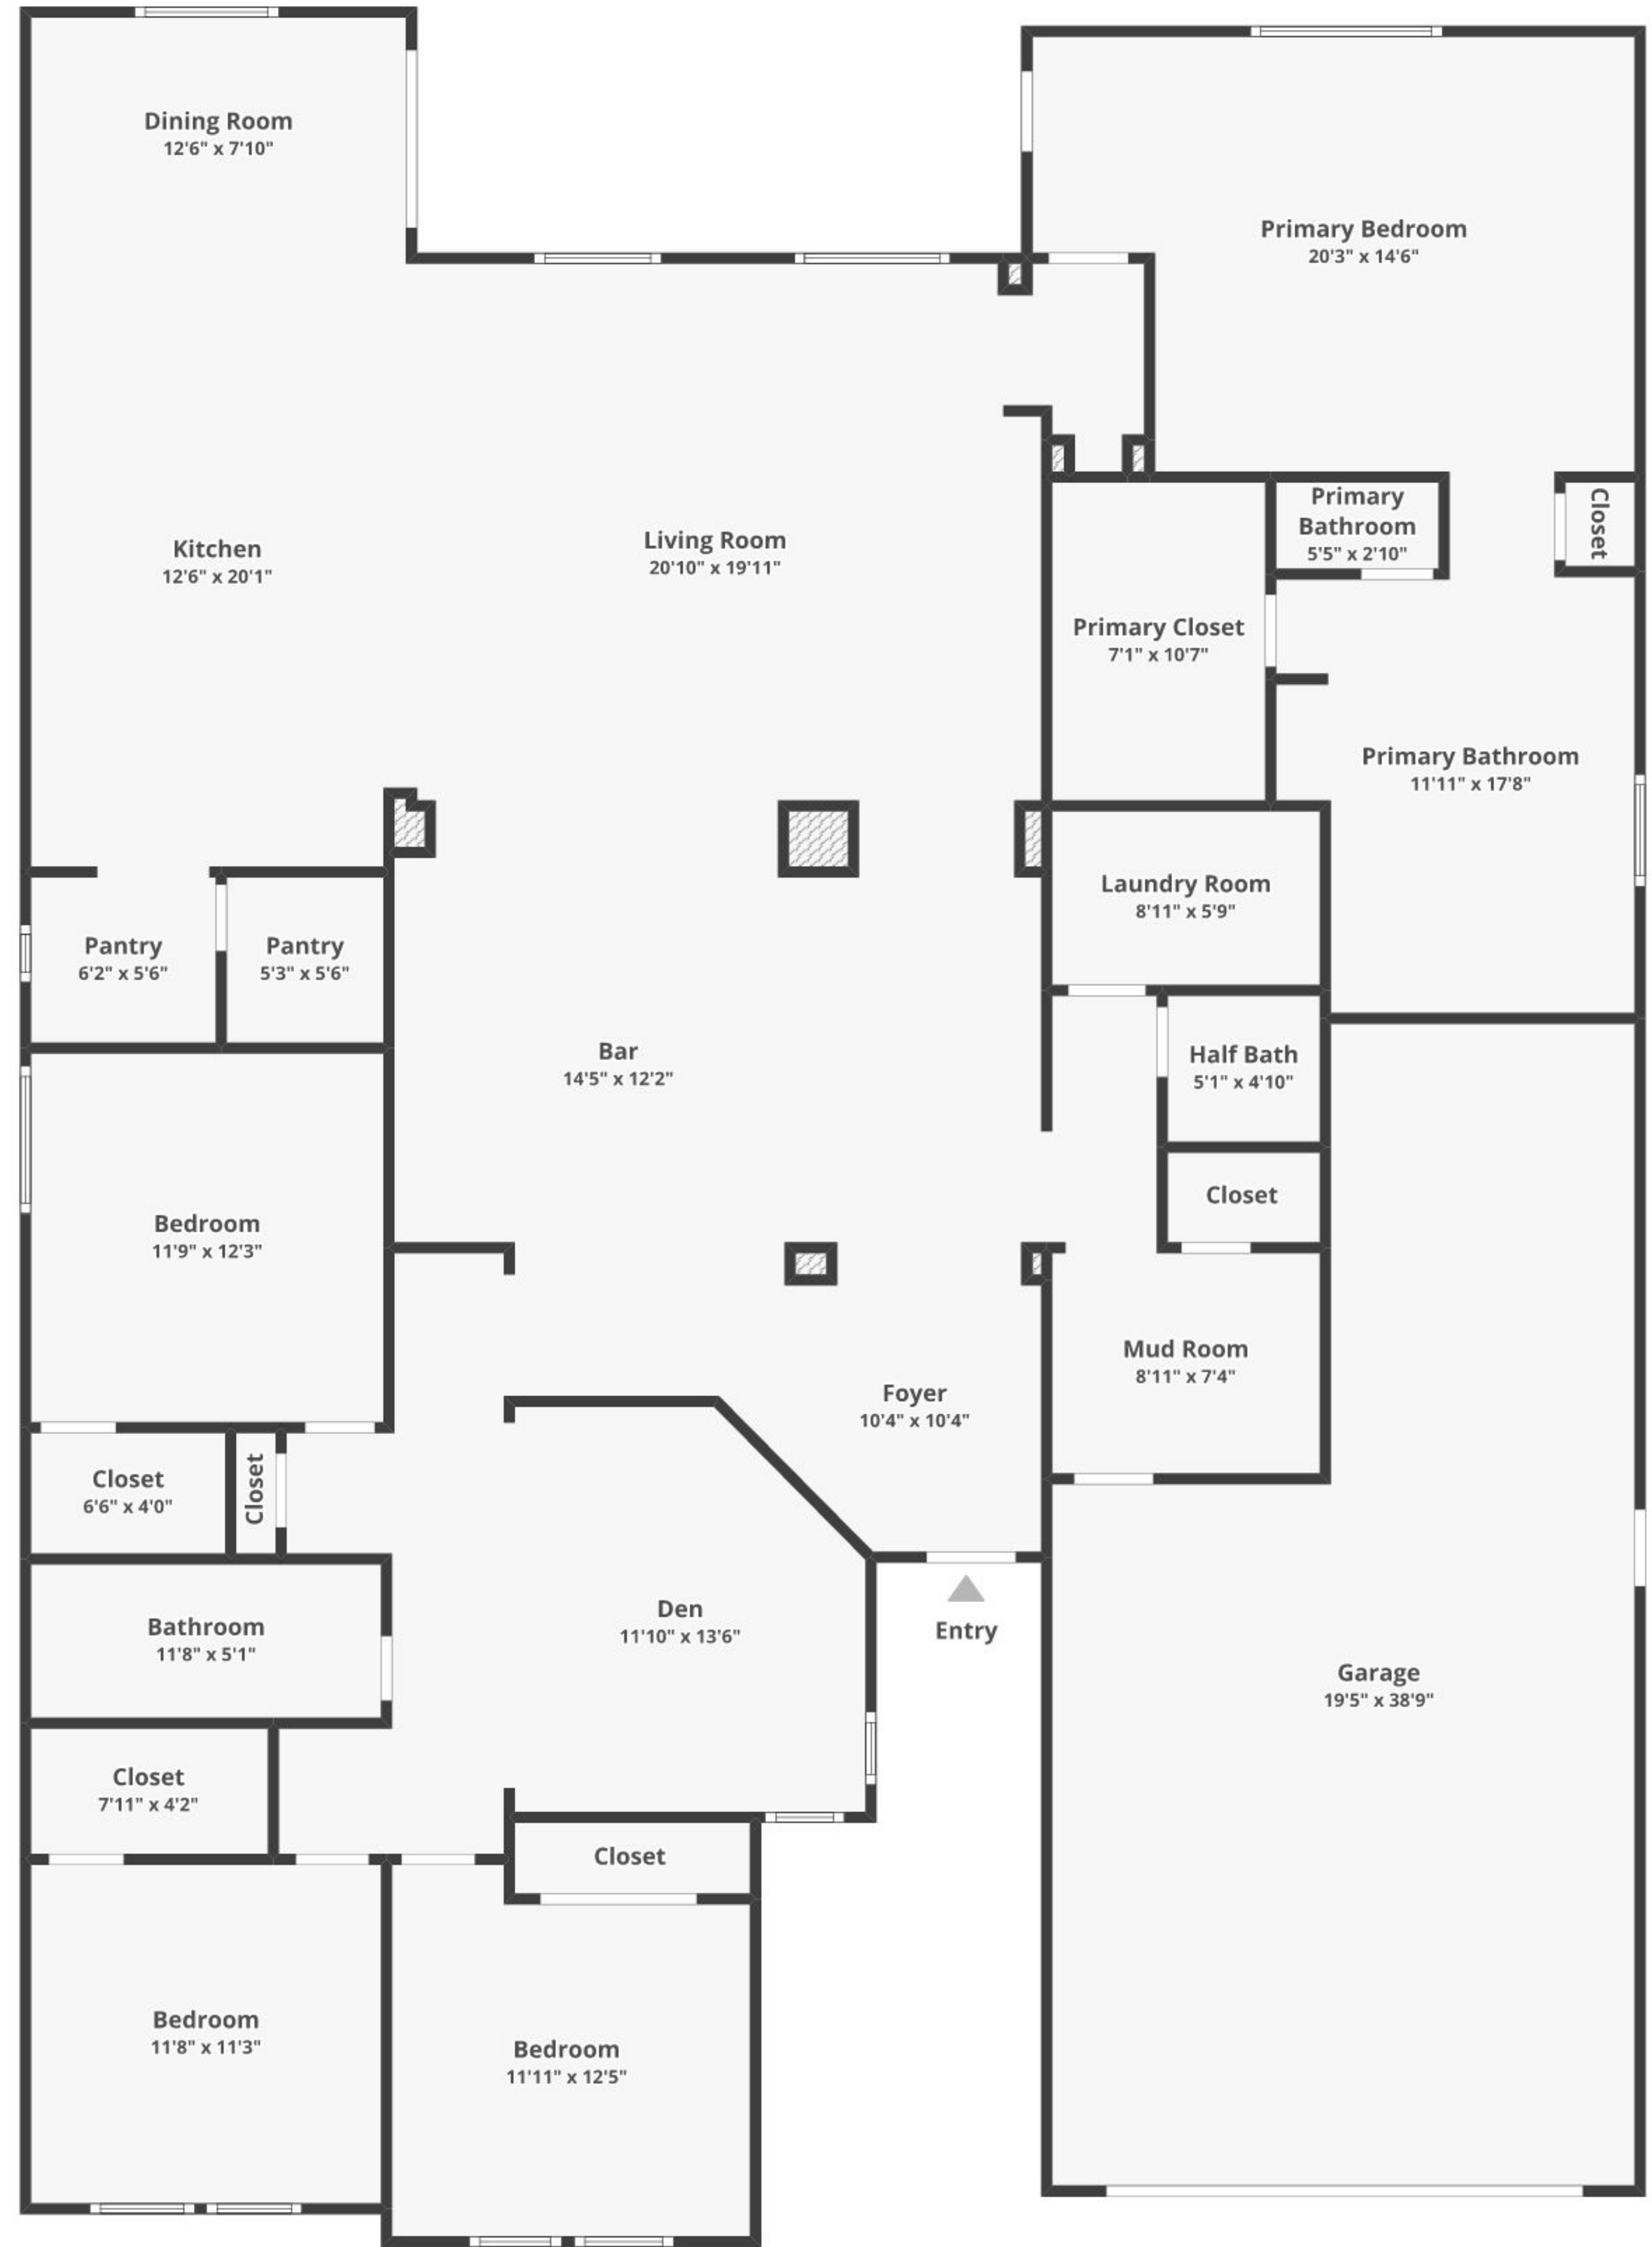 Dining Room
12'6" x 7'10"
Primary Bedroom
20'3" x 14'6"
Kitchen
12'6" x 20'1"
Living Room
20'10" x 19'11"
Primary
Bathroom
5'5" x 2'10"
Closet
Primary Closet
7'1" x 10'7"
Primary Bathroom
11'11" x 17'8"
Laundry Room
8'11" x 5'9"
Pantry
6'2" x 5'6"
Pantry
5'3" x 5'6"
Bar
14'5" x 12'2"
Half Bath
5'1" x 4'10"
Closet
Bedroom
11'9" x 12'3"
Mud Room
8'11" x 7'4"
Foyer
10'4" x 10'4"
Closet
6'6" x 4'0"
Closet
Bathroom
11'8" x 5'1"
Den
11'10" x 13'6"
Entry
Garage
19'5" x 38'9"
Closet
7'11" x 4'2"
Closet
Bedroom
11'8" x 11'3"
Bedroom
11'11" x 12'5"